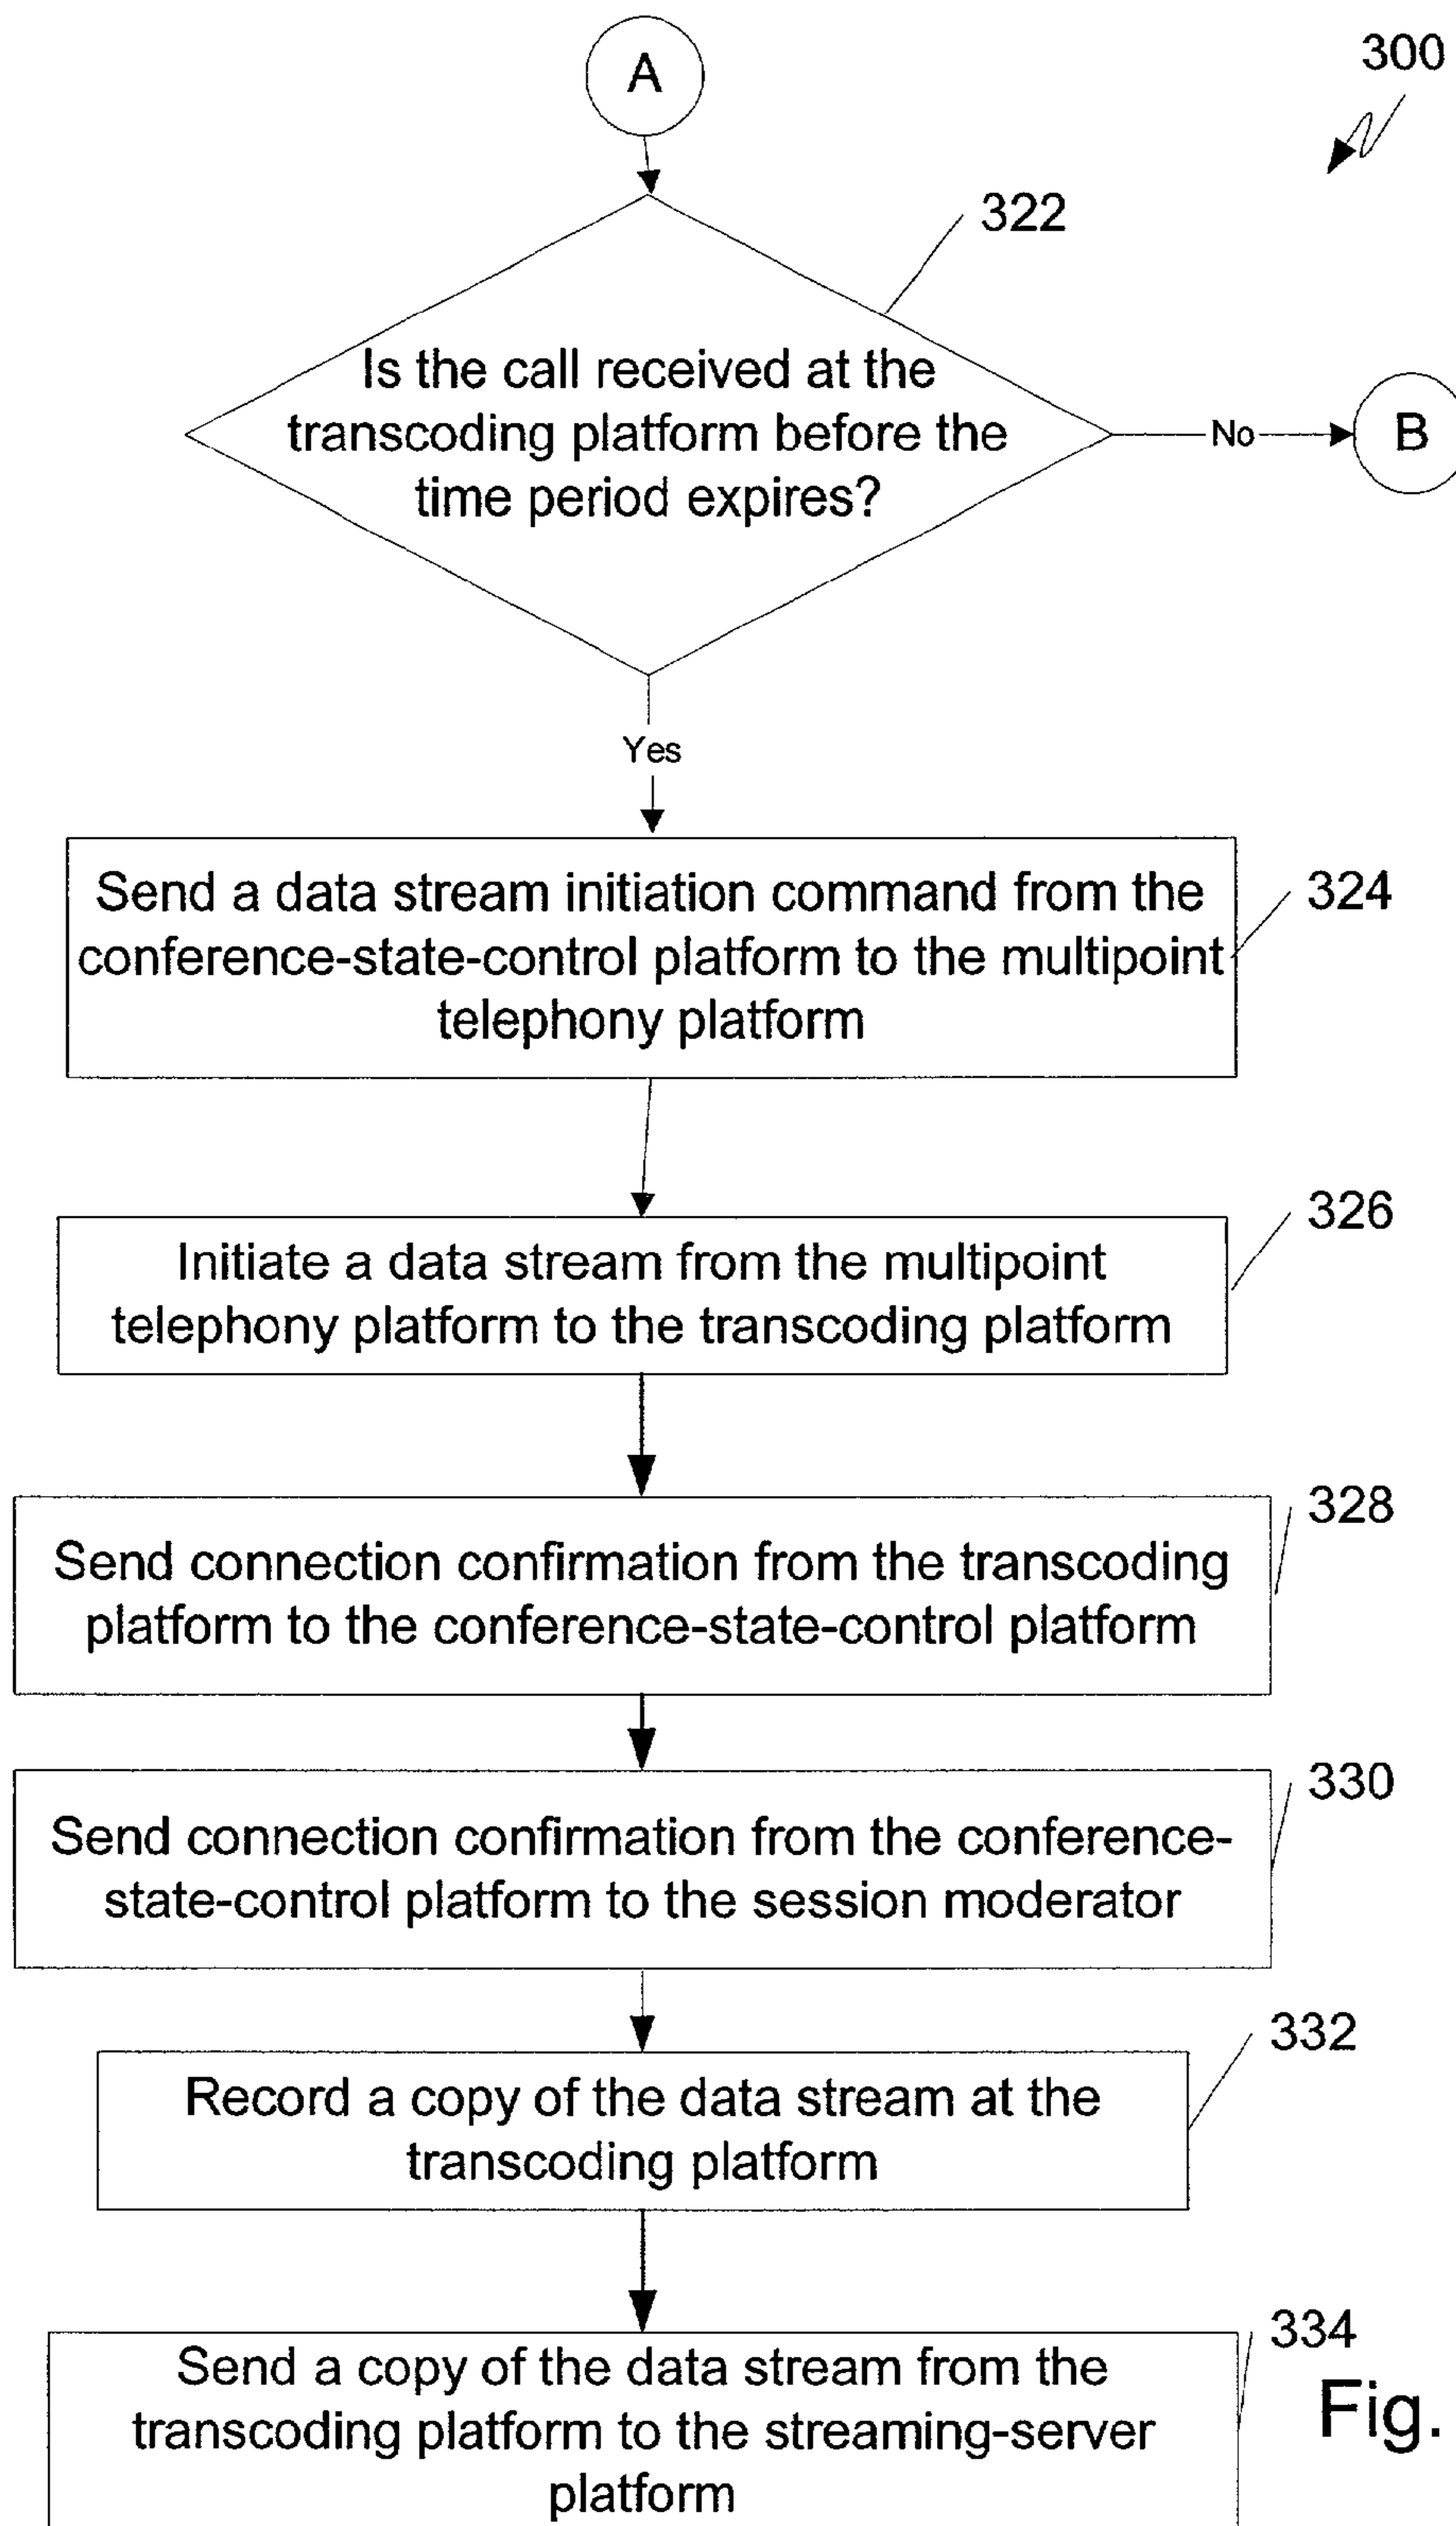 A
300
322
Is the call received at the
transcoding platform before the
time period expires?
No
B
Yes
Send a data stream initiation command from the
conference-state-control platform to the multipoint
telephony platform
324
Initiate a data stream from the multipoint
telephony platform to the transcoding platform
326
Send connection confirmation from the transcoding
platform to the conference-state-control platform
328
Send connection confirmation from the conference-
state-control platform to the session moderator
330
Record a copy of the data stream at the
transcoding platform
332
Send a copy of the data stream from the
transcoding platform to the streaming-server
platform
334
Fig.